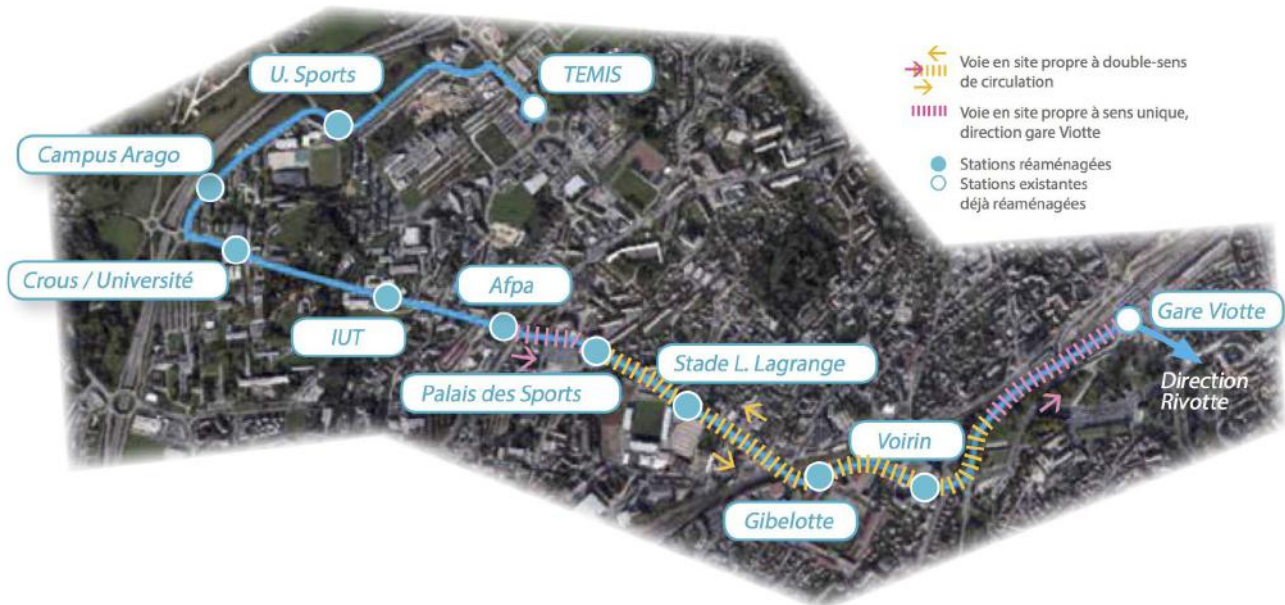 U. Sports
TEMIS
Campus Arago
Crous / Université
IUT
Afpa
Palais des Sports
Stade L. Lagrange
Gibelotte
Voirin
Gare Viotte
Direction
Rivotte
Voie en site propre à double-sens
de circulation
Voie en site propre à sens unique,
direction gare Viotte
Stations réaménagées
Stations existantes
déjà réaménagées